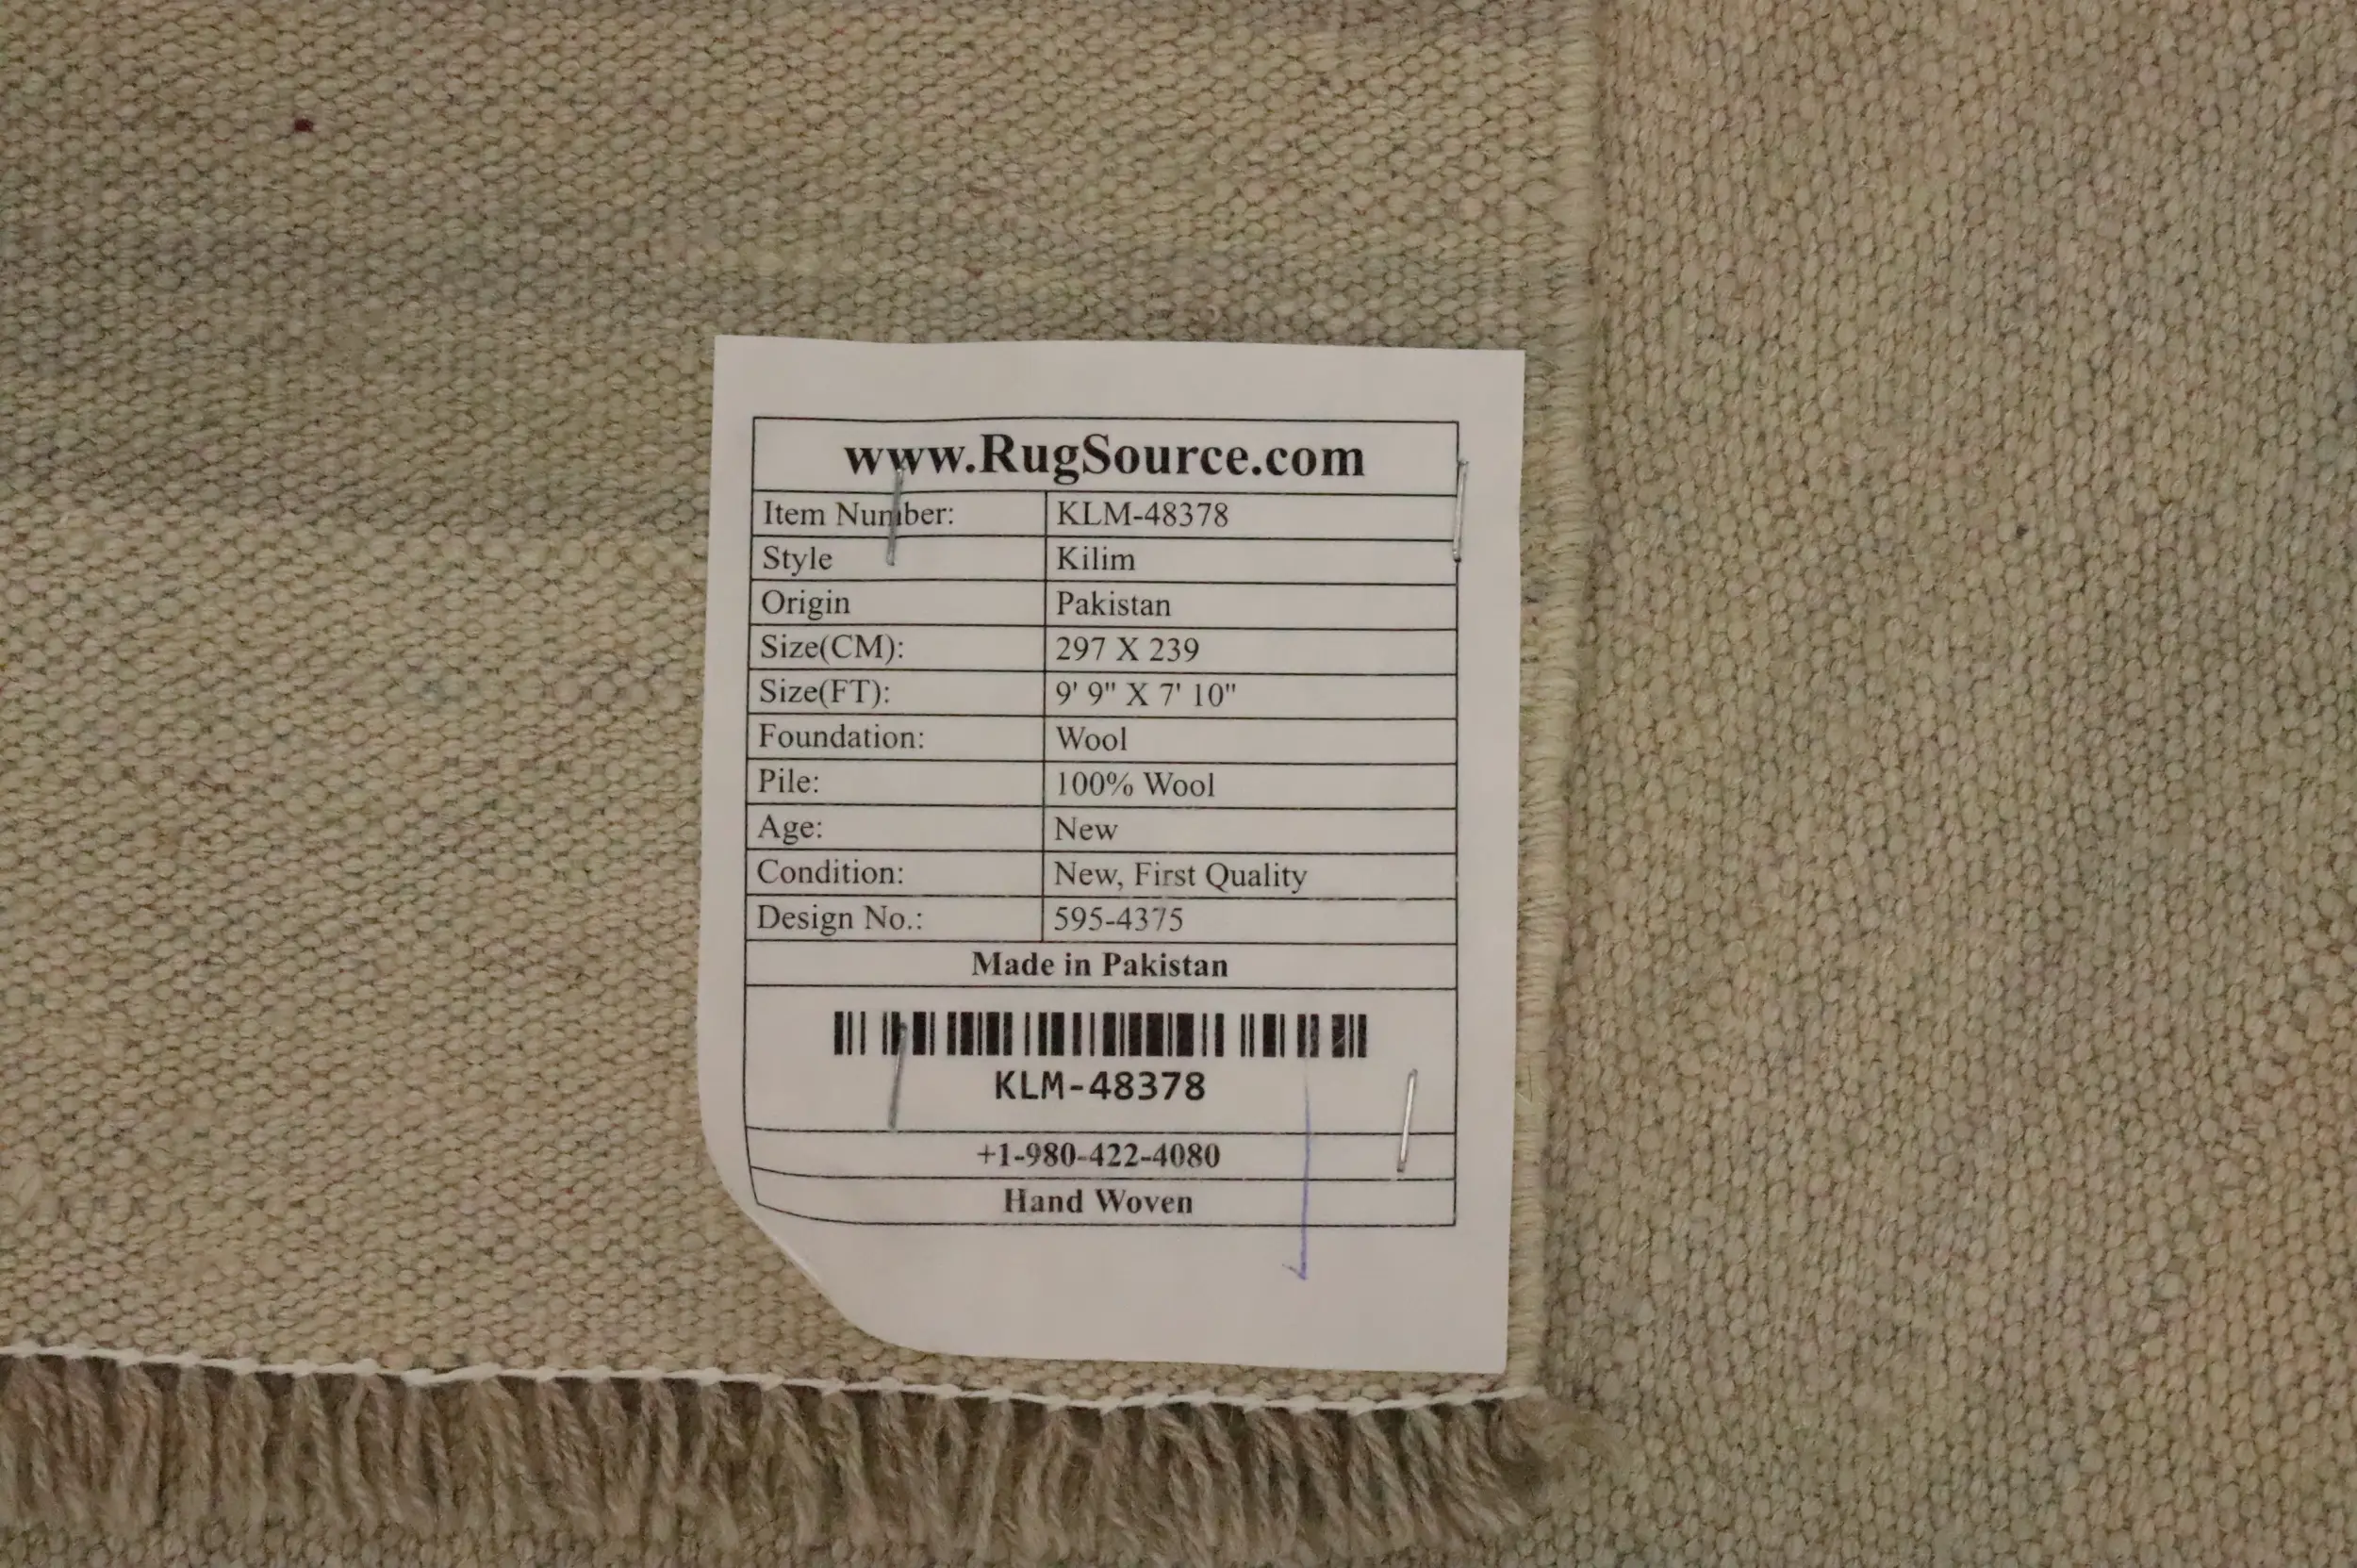 www.RugSource.com
Item Number: KLM-48378
Style Kilim
Origin Pakistan
Size(CM): 297 X 239
Size(FT): 9' 9" X 7' 10"
Foundation: Wool
Pile: 100% Wool
Age: New
Condition: New, First Quality
Design No.: 595-4375
Made in Pakistan
KLM-48378
+1-980-422-4080
Hand Woven